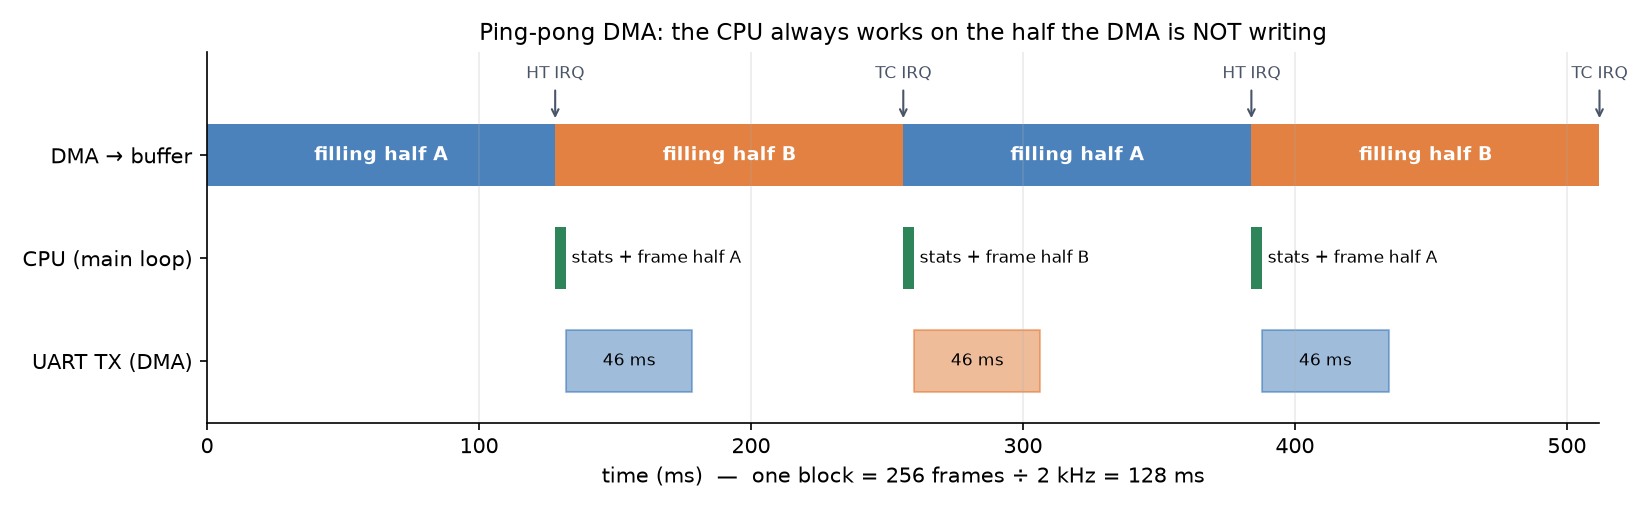 Ping-pong DMA: the CPU always works on the half the DMA is NOT writing
HT IRQ
TC IRQ
HT IRQ
TC IRQ
DMA → buffer
filling half A
filling half B
filling half A
filling half B
CPU (main loop)
stats + frame half A
stats + frame half B
stats + frame half A
UART TX (DMA)
46 ms
46 ms
46 ms
0
100
200
300
400
500
time (ms) — one block = 256 frames ÷ 2 kHz = 128 ms